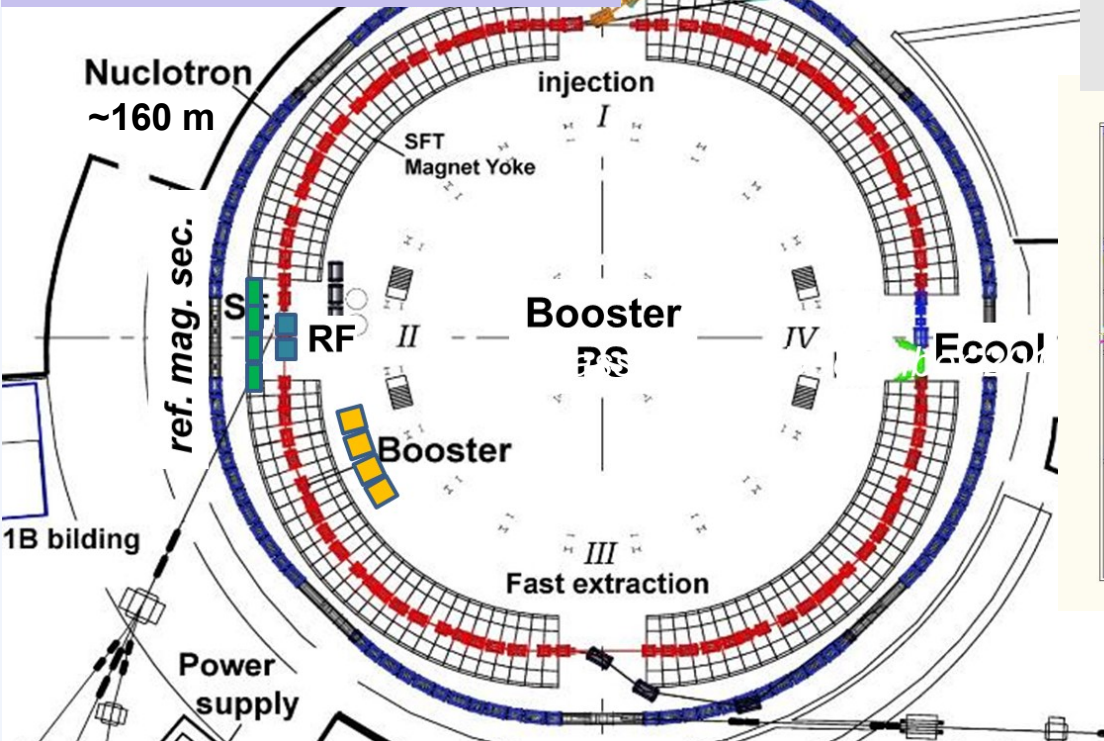 Nuclotron
~160 m
injection
I
SFT
Magnet Yoke
ref. mag. sec.
RF
II
Booster
IV
Ecool
Booster
1B bilding
III
Fast extraction
Power
supply